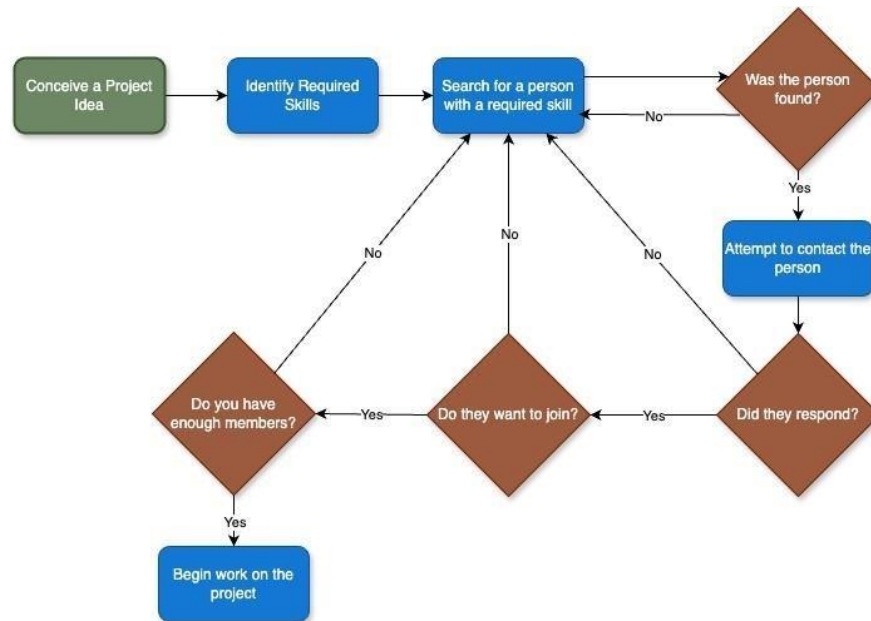 Conceive a Project
Idea
Identify Required
Skills
Search for a person
with a required skill
Was the person
found?
No
Yes
Attempt to contact the
person
No
No
No
Do you have
enough members?
Yes
Do they want to join?
Yes
Did they respond?
Yes
Begin work on the
project